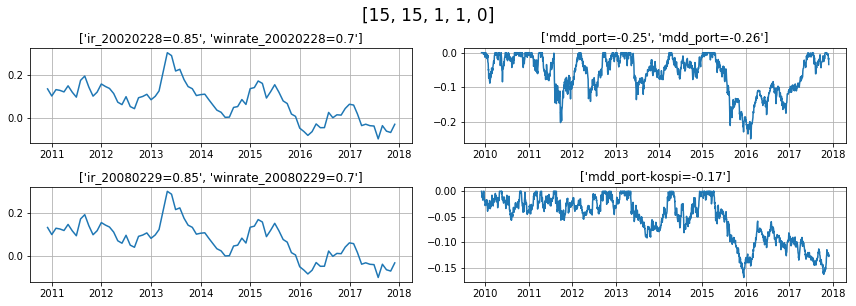 [15, 15, 1, 1, 0]
['ir_20020228=0.85', 'winrate_20020228=0.7']
0.2
0.0
2011 2012 2013 2014 2015 2016 2017 2018
['mdd_port=-0.25', 'mdd_port=-0.26']
0.0
−0.1
−0.2
2010 2011 2012 2013 2014 2015 2016 2017 2018
['ir_20080229=0.85', 'winrate_20080229=0.7']
0.2
0.0
2011 2012 2013 2014 2015 2016 2017 2018
['mdd_port-kospi=-0.17']
0.00
−0.05
−0.10
−0.15
2010 2011 2012 2013 2014 2015 2016 2017 2018